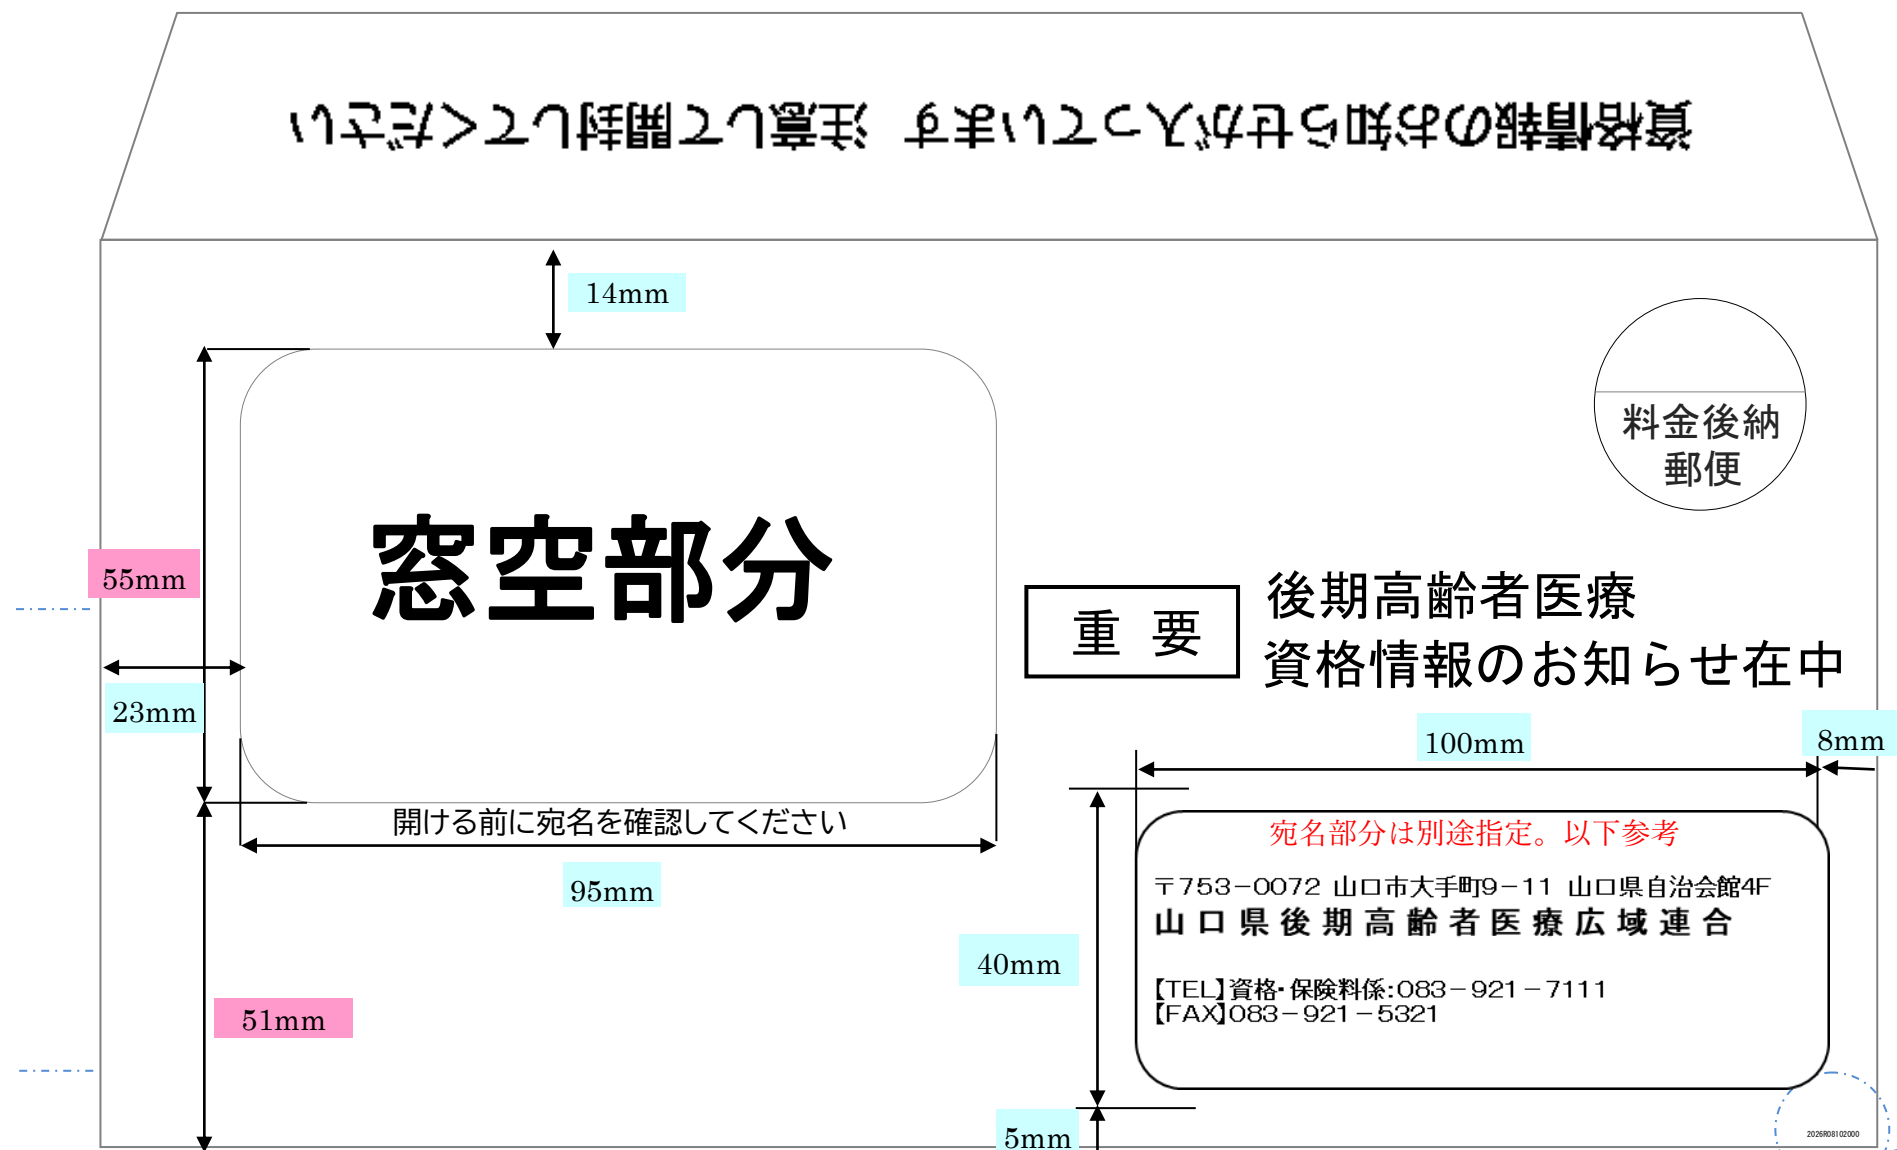 資格情報のお知らせが入っています 注意して開封してください
14mm
料金後納
郵便
窓空部分
55mm
重 要
後期高齢者医療
資格情報のお知らせ在中
23mm
100mm
8mm
開ける前に宛名を確認してください
95mm
宛名部分は別途指定。以下参考
〒753-0072 山口市大手町9-11 山口県自治会館4F
山口県後期高齢者医療広域連合
40mm
【TEL】資格・保険料係:083-921-7111
【FAX】083-921-5321
51mm
5mm
2026R08102000